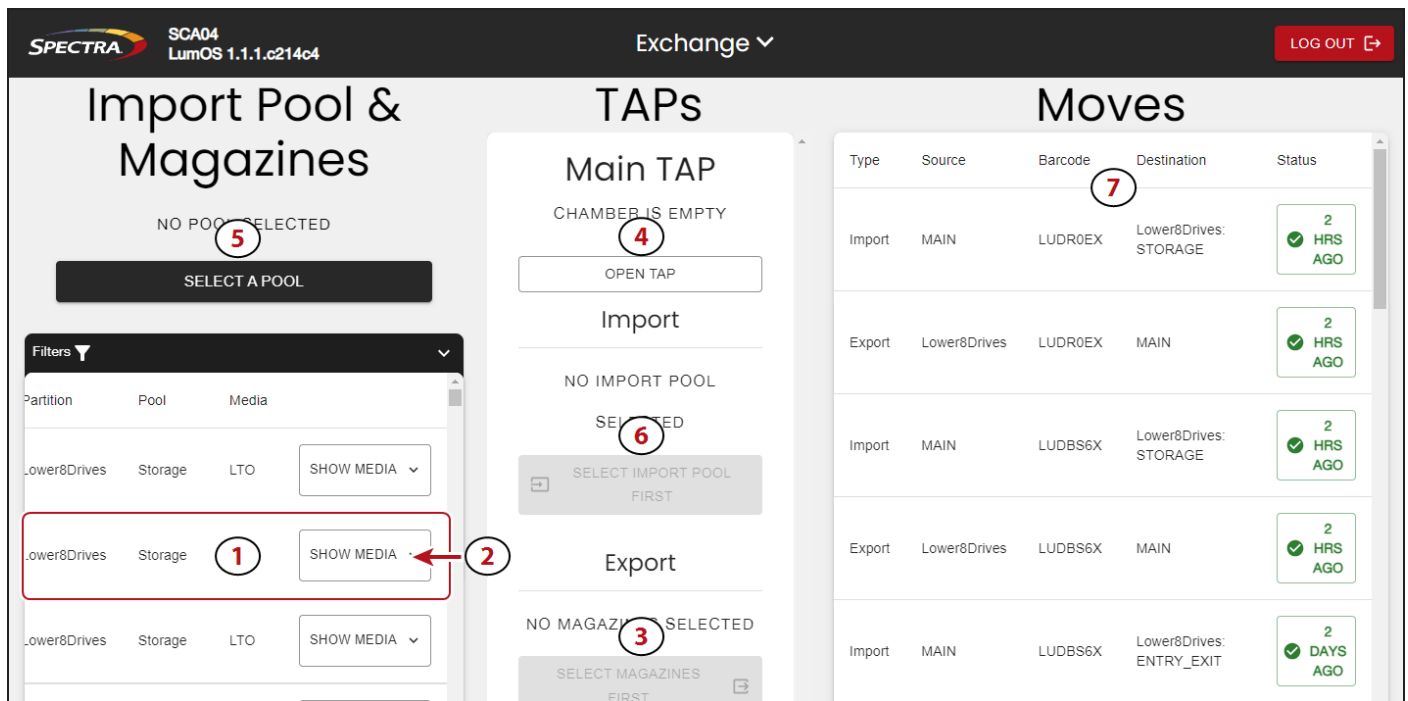 SPECTRA
SCA04
LumOS 1.1.1.c214c4
Exchange
LOG OUT
Import Pool &
Magazines
NO POOL SELECTED
5
SELECT A POOL
Filters
Partition Pool Media
Lower8Drives Storage LTO SHOW MEDIA
Lower8Drives Storage 1 SHOW MEDIA 2
Lower8Drives Storage LTO SHOW MEDIA
TAPs
Main TAP
CHAMBER IS EMPTY
4
OPEN TAP
Import
NO IMPORT POOL
SELECTED
6
SELECT IMPORT POOL
FIRST
Export
NO MAGAZINES SELECTED
3
SELECT MAGAZINES
FIRST
Moves
Type Source Barcode Destination Status
7
Import MAIN LUDR0EX Lower8Drives:
STORAGE
2
HRS
AGO
Export Lower8Drives LUDR0EX MAIN
2
HRS
AGO
Import MAIN LUDBS6X Lower8Drives:
STORAGE
2
HRS
AGO
Export Lower8Drives LUDBS6X MAIN
2
HRS
AGO
Import MAIN LUDBS6X Lower8Drives:
ENTRY_EXIT
2
DAYS
AGO